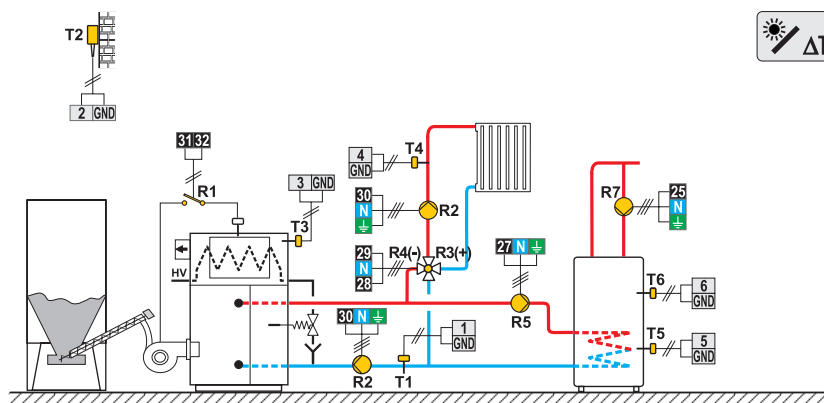 T2
ΔT
2 GND
31 32
R1
3 GND
T3
4
GND
T4
30
N
R2
R7
25
N
29
N
28
R4(-) R3(+)
27 N
HV
T6
6
GND
30 N
1
GND
R5
T5
5
GND
R2
T1